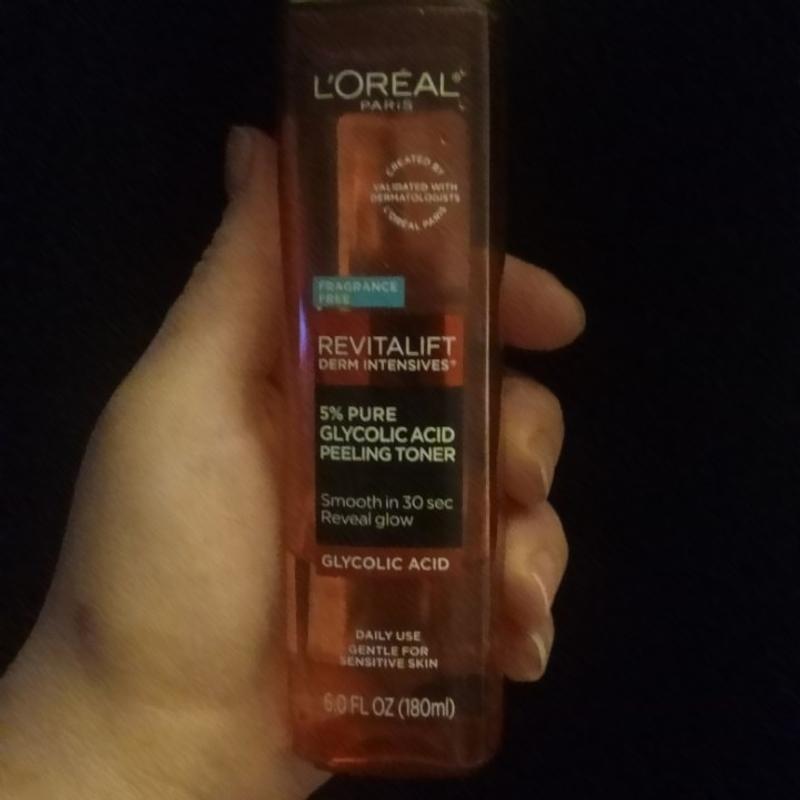 L'ORÉAL®
PARIS
CREATED BY
VALIDATED WITH
DERMATOLOGISTS
L'ORÉAL PARIS
FRAGRANCE
FREE
REVITALIFT
DERM INTENSIVES™
5% PURE
GLYCOLIC ACID
PEELING TONER
Smooth in 30 sec
Reveal glow
GLYCOLIC ACID
DAILY USE
GENTLE FOR
SENSITIVE SKIN
6.0 FL OZ (180ml)